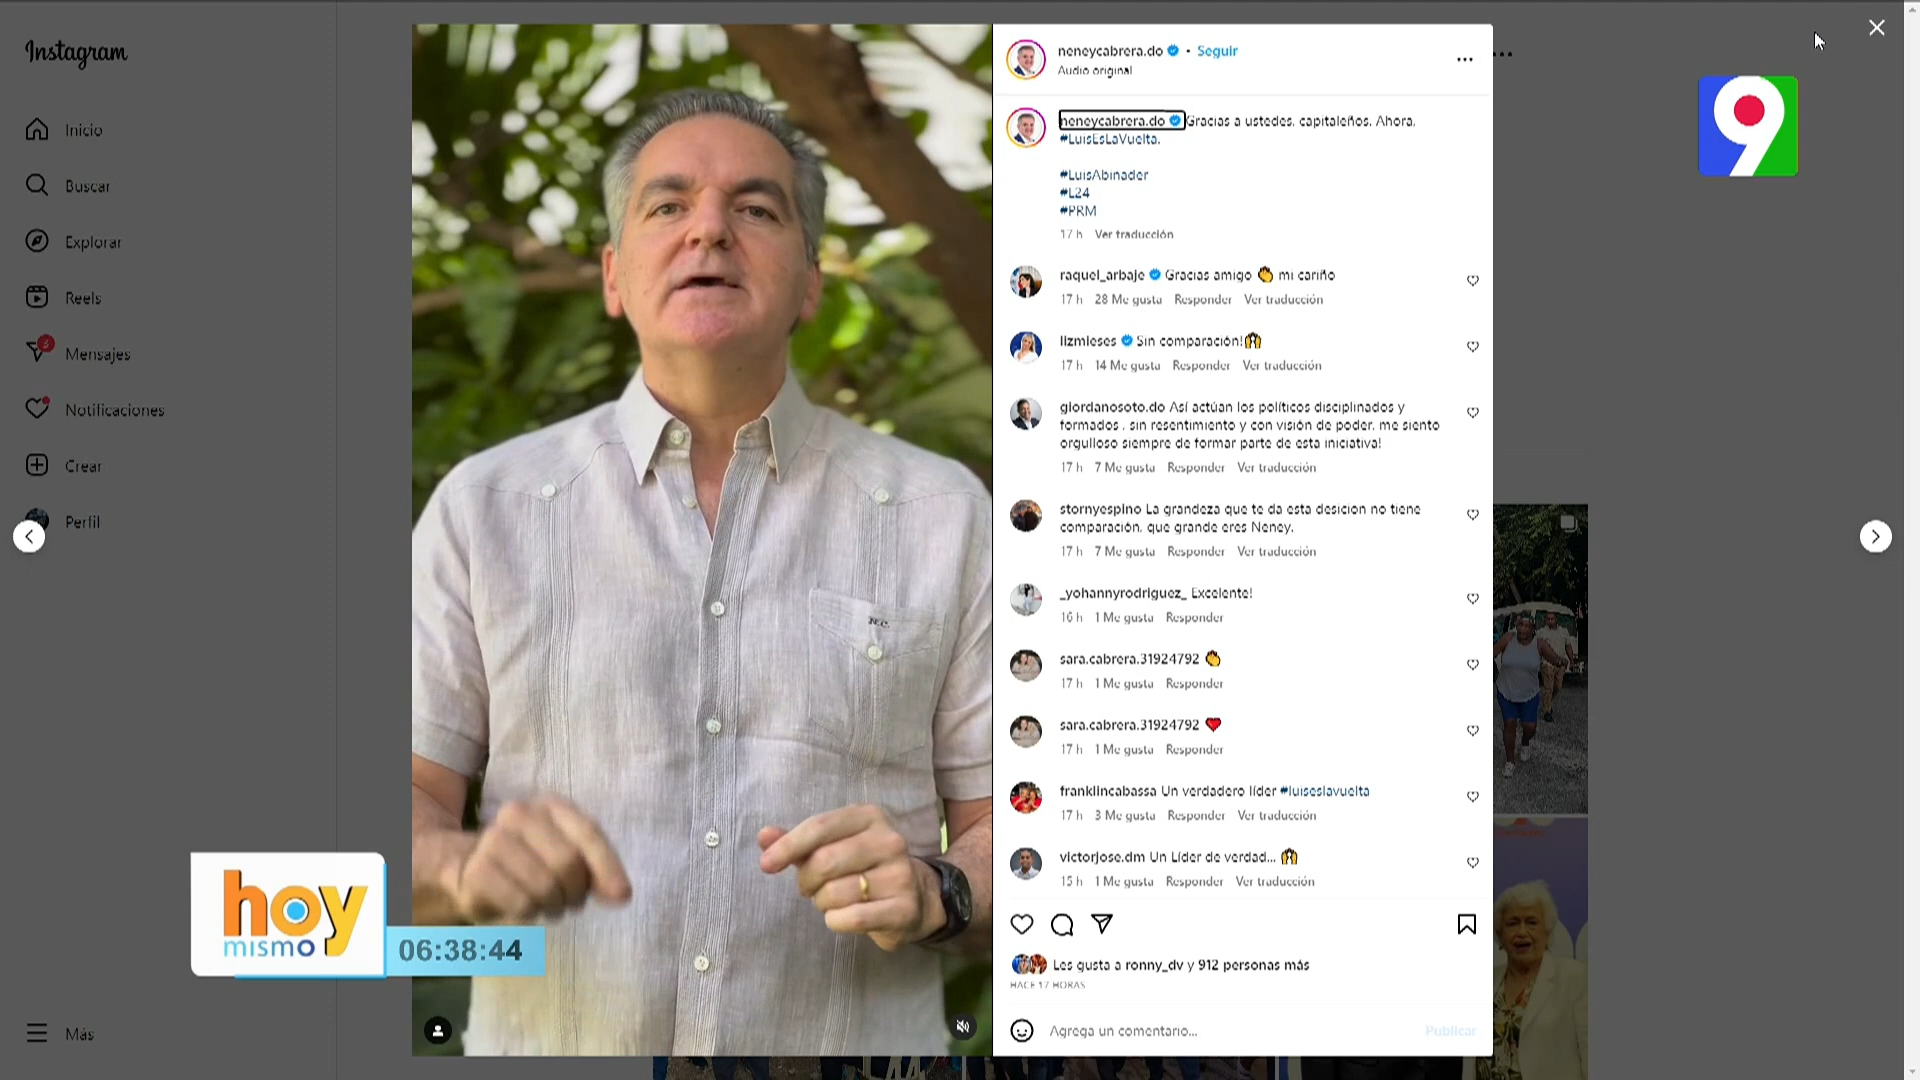 Instagram
Inicio
Buscar
Explorar
Reels
3
Mensajes
Notificaciones
Crear
Perfil
Más
hoy
mismo
06:38:44
N.C.
neneycabrera.do • Seguir
Audio original
neneycabrera.do Gracias a ustedes, capitaleños. Ahora,
#LuisEsLaVuelta.
#LuisAbinader
#L24
#PRM
17 h Ver traducción
raquel_arbaje Gracias amigo 👏 mi cariño
17 h 28 Me gusta Responder Ver traducción
lizmieses Sin comparación!🙌
17 h 14 Me gusta Responder Ver traducción
giordanosoto.do Así actúan los políticos disciplinados y
formados , sin resentimiento y con visión de poder, me siento
orgulloso siempre de formar parte de esta iniciativa!
17 h 7 Me gusta Responder Ver traducción
stornyespino La grandeza que te da esta desicion no tiene
comparación, que grande eres Neney.
17 h 7 Me gusta Responder Ver traducción
_yohannyrodriguez_ Excelente!
16 h 1 Me gusta Responder
sara.cabrera.31924792 👏
17 h 1 Me gusta Responder
sara.cabrera.31924792 ❤️
17 h 1 Me gusta Responder
franklincabassa Un verdadero líder #luiseslavuelta
17 h 3 Me gusta Responder Ver traducción
victorjose.dm Un Líder de verdad... 🙌
15 h 1 Me gusta Responder Ver traducción
Les gusta a ronny_dv y 912 personas más
HACE 17 HORAS
Agrega un comentario...
Publicar
9